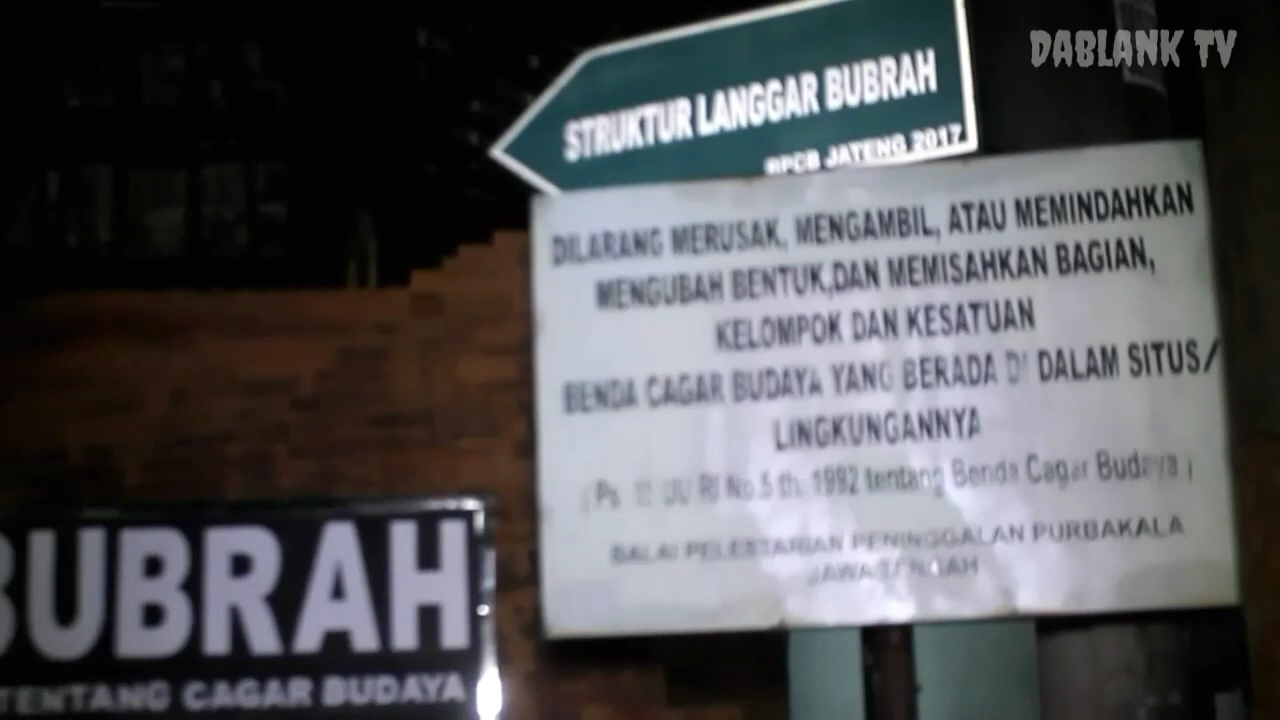 DABLANK TV
STRUKTUR LANGGAR BUBRAH
BPCB JATENG 2017
DILARANG MERUSAK, MENGAMBIL, ATAU MEMINDAHKAN
MENGUBAH BENTUK,DAN MEMISAHKAN BAGIAN,
KELOMPOK DAN KESATUAN
BENDA CAGAR BUDAYA YANG BERADA DI DALAM SITUS/
LINGKUNGANNYA
(Ps. UU RI No.5 th. 1992 tentang Benda Cagar Budaya)
BALAI PELESTARIAN PENINGGALAN PURBAKALA
JAWA TENGAH
BUBRAH
TENTANG CAGAR BUDAYA